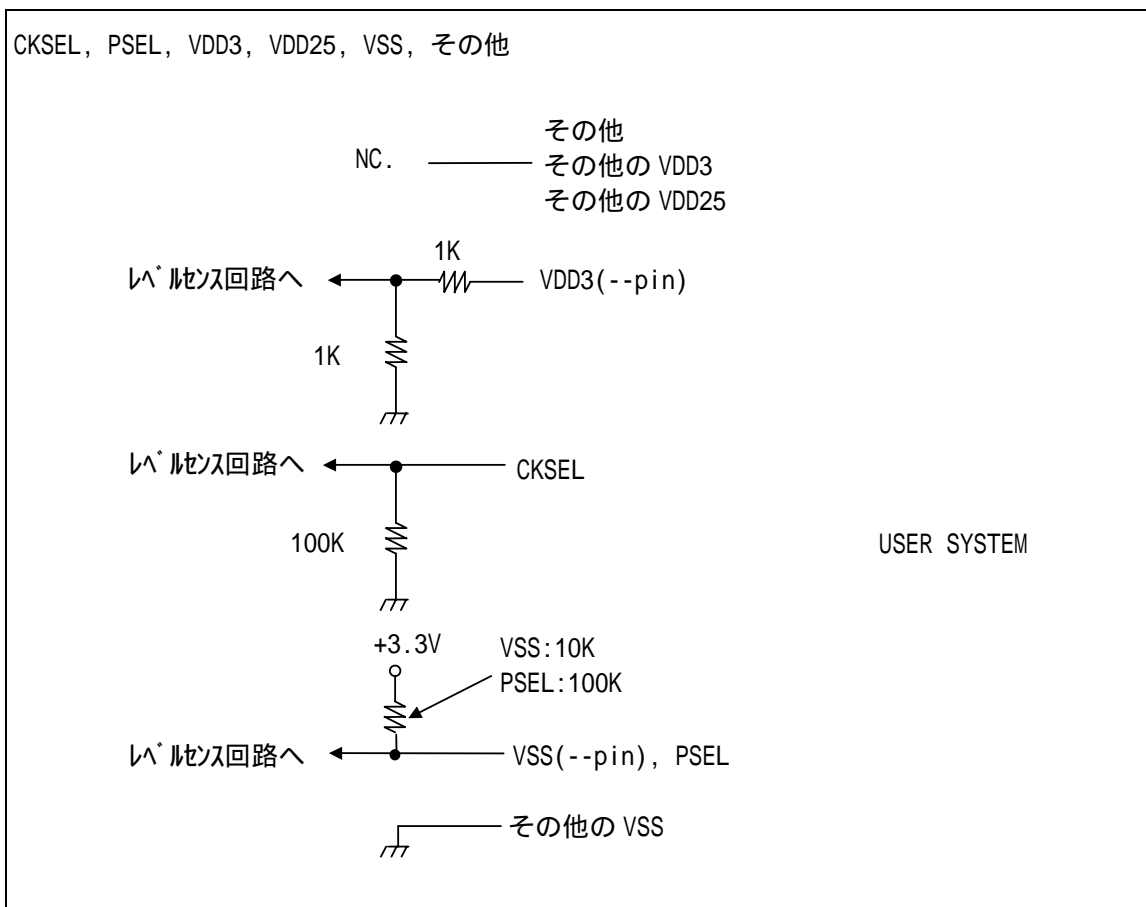 CKSEL, PSEL, VDD3, VDD25, VSS, その他
その他
NC.
その他の VDD3
その他の VDD25
1K
ﾚﾍﾞﾙｾﾝｽ回路へ
VDD3(--pin)
1K
ﾚﾍﾞﾙｾﾝｽ回路へ
CKSEL
100K
USER SYSTEM
+3.3V
VSS:10K
PSEL:100K
ﾚﾍﾞﾙｾﾝｽ回路へ
VSS(--pin), PSEL
その他の VSS